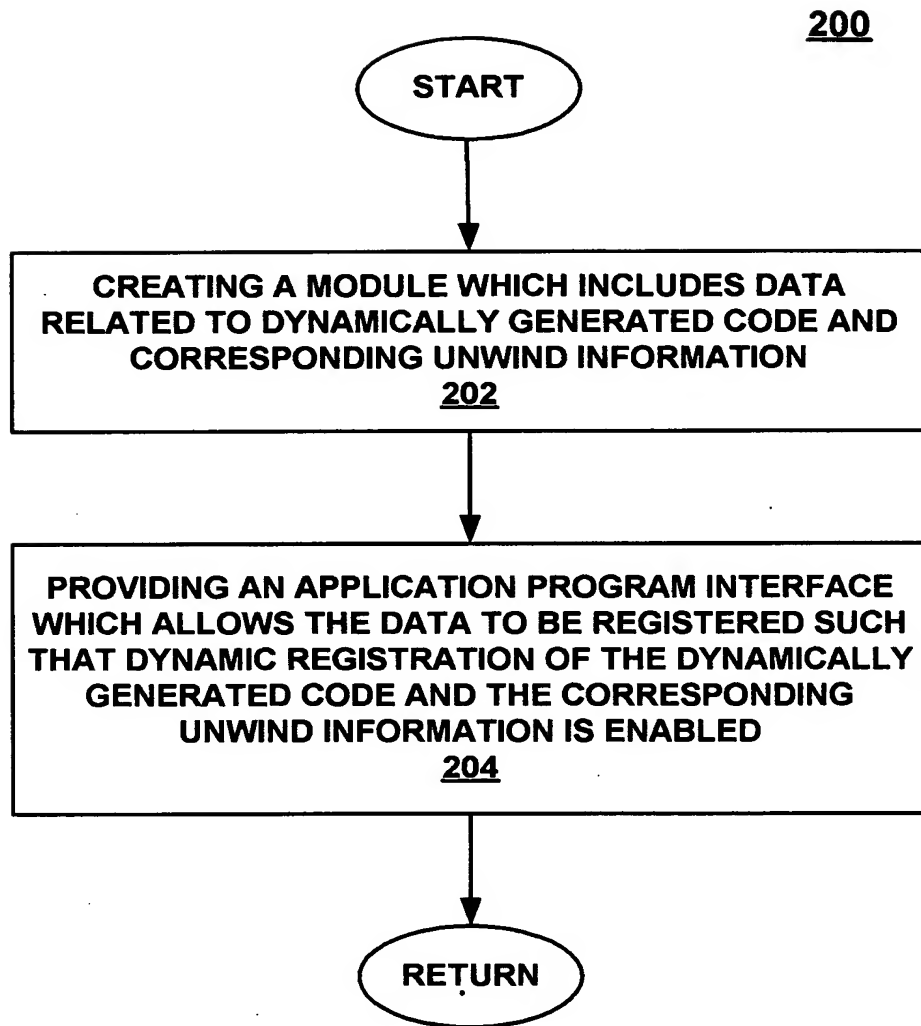 200
START
CREATING A MODULE WHICH INCLUDES DATA
RELATED TO DYNAMICALLY GENERATED CODE AND
CORRESPONDING UNWIND INFORMATION
202
PROVIDING AN APPLICATION PROGRAM INTERFACE
WHICH ALLOWS THE DATA TO BE REGISTERED SUCH
THAT DYNAMIC REGISTRATION OF THE DYNAMICALLY
GENERATED CODE AND THE CORRESPONDING
UNWIND INFORMATION IS ENABLED
204
RETURN